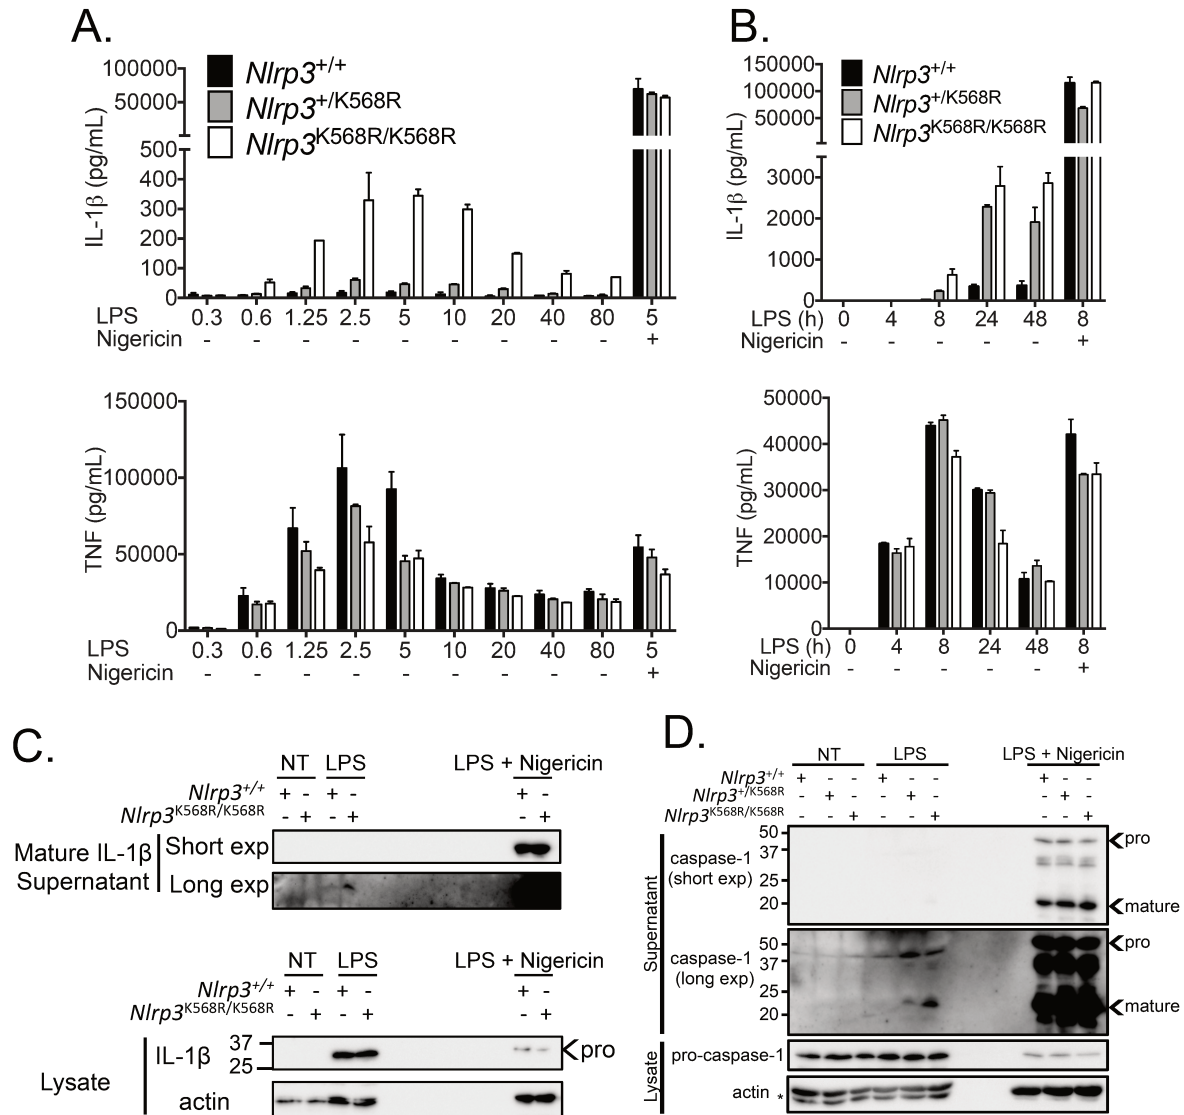 A.
Nlrp3+/+
Nlrp3+/K568R
Nlrp3K568R/K568R
IL-1β (pg/mL)
100000
50000
500
400
300
200
100
0
LPS 0.3 0.6 1.25 2.5 5 10 20 40 80 5
Nigericin - - - - - - - - - +
TNF (pg/mL)
150000
100000
50000
0
LPS 0.3 0.6 1.25 2.5 5 10 20 40 80 5
Nigericin - - - - - - - - - +
B.
Nlrp3+/+
Nlrp3+/K568R
Nlrp3K568R/K568R
IL-1β (pg/mL)
150000
100000
50000
3000
2000
1000
0
LPS (h) 0 4 8 24 48 8
Nigericin - - - - - +
TNF (pg/mL)
50000
40000
30000
20000
10000
0
LPS (h) 0 4 8 24 48 8
Nigericin - - - - - +
C.
NT LPS LPS + Nigericin
Nlrp3+/+ + - + - + -
Nlrp3K568R/K568R - + - + - +
Mature IL-1β
Supernatant
Short exp
Long exp
NT LPS LPS + Nigericin
Nlrp3+/+ + - + - + -
Nlrp3K568R/K568R - + - + - +
Lysate
IL-1β
37
25
pro
actin
D.
NT LPS LPS + Nigericin
Nlrp3+/+ + - - + - - + - -
Nlrp3+/K568R - + - - + - - + -
Nlrp3K568R/K568R - - + - - + - - +
Supernatant
caspase-1
(short exp)
50
37
25
20
pro
mature
caspase-1
(long exp)
50
37
25
20
pro
mature
Lysate
pro-caspase-1
actin *